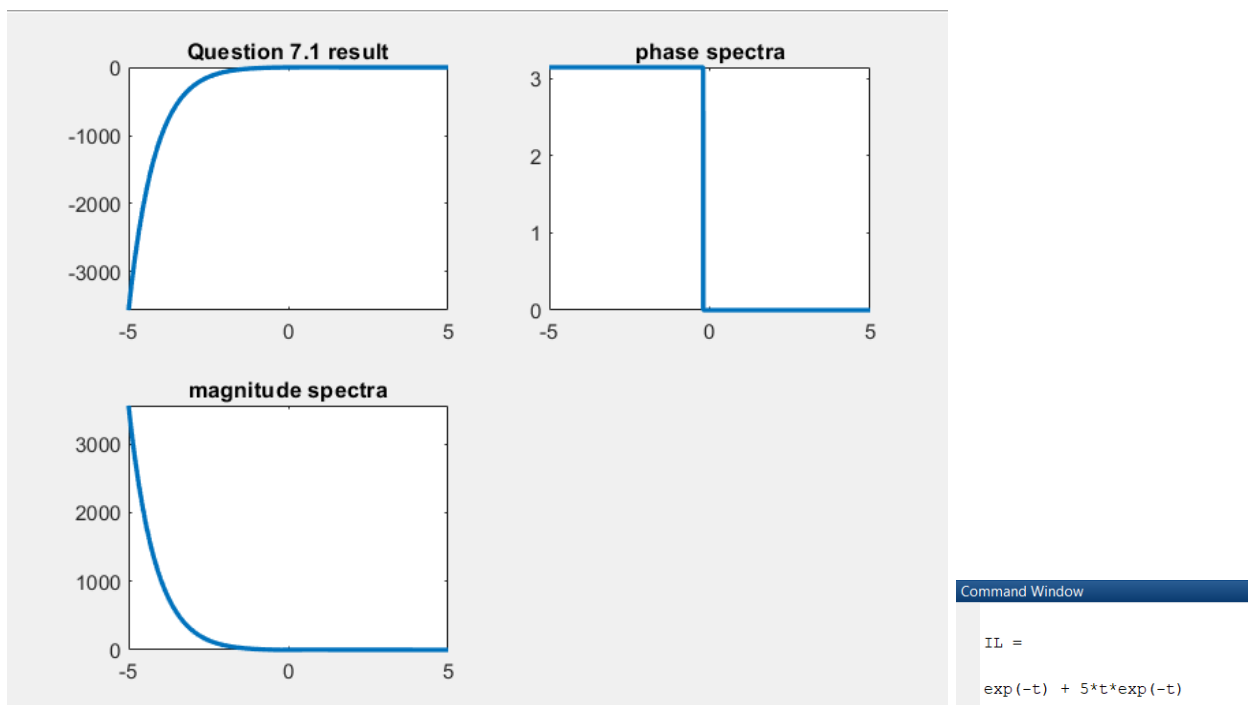 Question 7.1 result
0
-1000
-2000
-3000
-5 0 5
phase spectra
3
2
1
0
-5 0 5
magnitude spectra
3000
2000
1000
0
-5 0 5
Command Window
IL =
exp(-t) + 5*t*exp(-t)